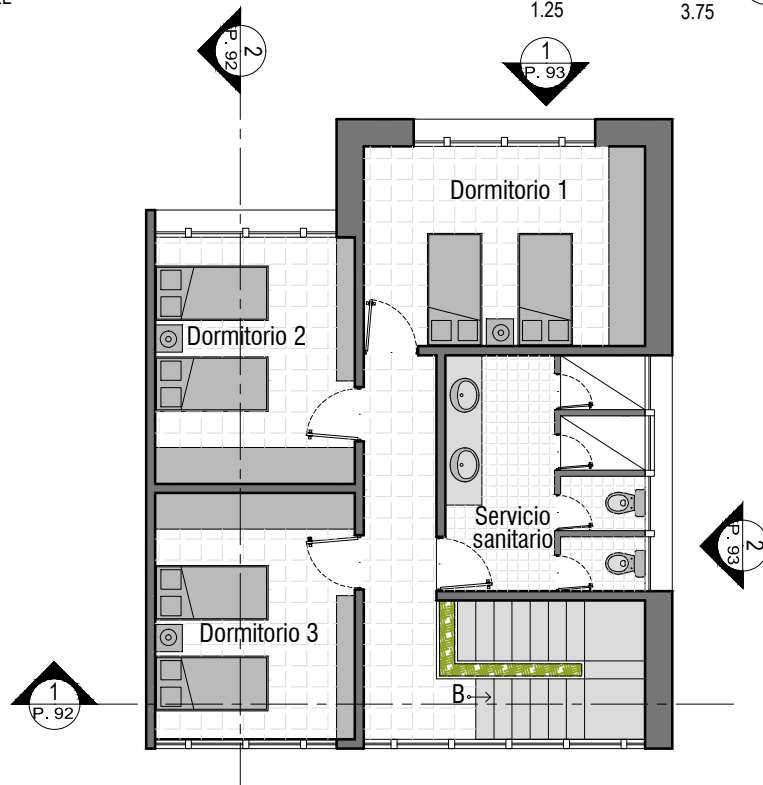 1.25
3.75
2
P. 92
1
P. 93
Dormitorio 1
Dormitorio 2
Servicio
sanitario
2
P. 93
Dormitorio 3
1
P. 92
B